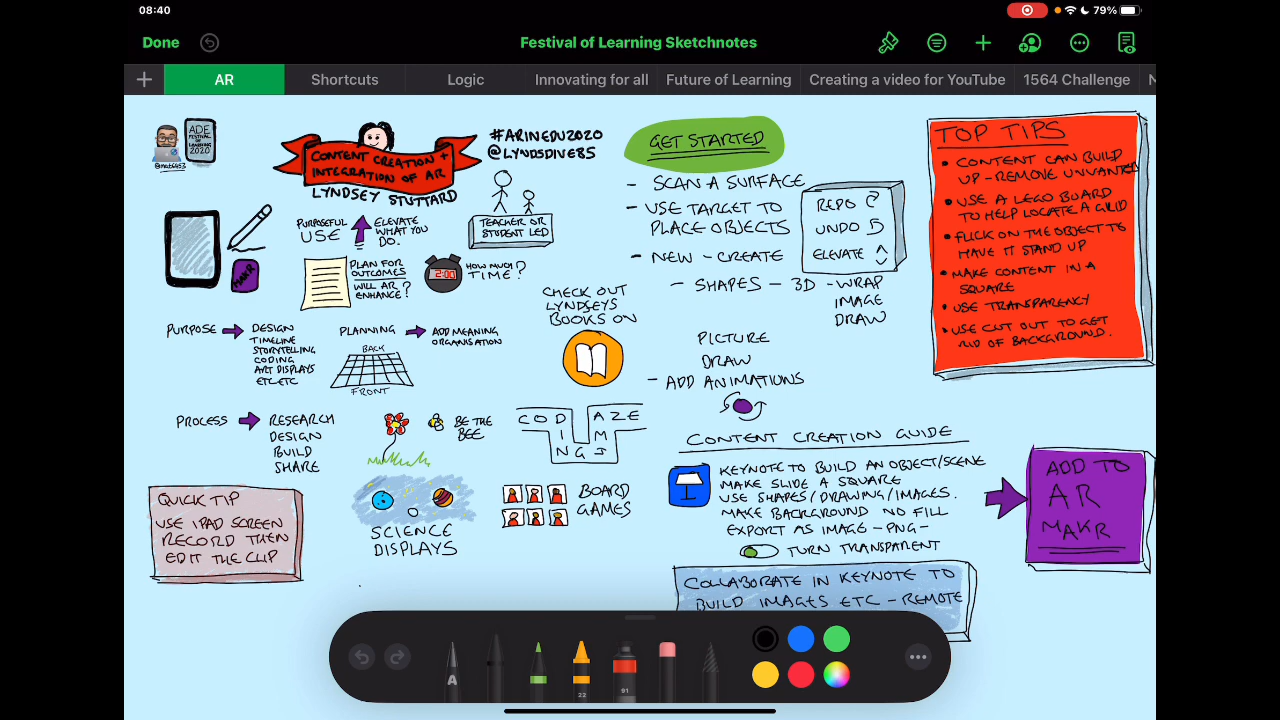 08:40
79%
Done
Festival of Learning Sketchnotes
AR
Shortcuts
Logic
Innovating for all
Future of Learning
Creating a video for YouTube
1564 Challenge
ADE
FESTIVAL
OF
LEARNING
2020
CONTENT CREATION +
INTEGRATION OF AR
LYNDSEY STUTTARD
#ARINEDU2020
@LYNDSDIVE85
MAKR
PURPOSEFUL
USE
ELEVATE
WHAT YOU
DO.
TEACHER OR
STUDENT LED
PLAN FOR
OUTCOMES
WILL AR
ENHANCE?
2:00
HOW MUCH
TIME?
CHECK OUT
LYNDSEYS
BOOKS ON
PURPOSE
DESIGN
TIMELINE
STORYTELLING
CODING
ART DISPLAYS
ETC ETC
PLANNING
ADD MEANING
ORGANISATION
BACK
FRONT
PROCESS
RESEARCH
DESIGN
BUILD
SHARE
BE THE
BEE
CODING
MAZE
QUICK TIP
USE IPAD SCREEN
RECORD THEN
EDIT THE CLIP
SCIENCE
DISPLAYS
BOARD
GAMES
GET STARTED
- SCAN A SURFACE
- USE TARGET TO
PLACE OBJECTS
- NEW - CREATE
- SHAPES - 3D - WRAP
IMAGE
DRAW
REPO
UNDO
ELEVATE
PICTURE
DRAW
- ADD ANIMATIONS
CONTENT CREATION GUIDE
KEYNOTE TO BUILD AN OBJECT/SCENE
MAKE SLIDE A SQUARE
USE SHAPES/DRAWING/IMAGES.
MAKE BACKGROUND NO FILL
EXPORT AS IMAGE - PNG -
TURN TRANSPARENT
COLLABORATE IN KEYNOTE TO
BUILD IMAGES ETC - REMOTE
TOP TIPS
• CONTENT CAN BUILD
UP - REMOVE UNWANTED
• USE A LEGO BOARD
TO HELP LOCATE A GRID
• FLICK ON THE OBJECT TO
HAVE IT STAND UP
• MAKE CONTENT IN A
SQUARE
• USE TRANSPARENCY
• USE CUT OUT TO GET
RID OF BACKGROUND.
ADD TO
AR
MAKR
A
22
91